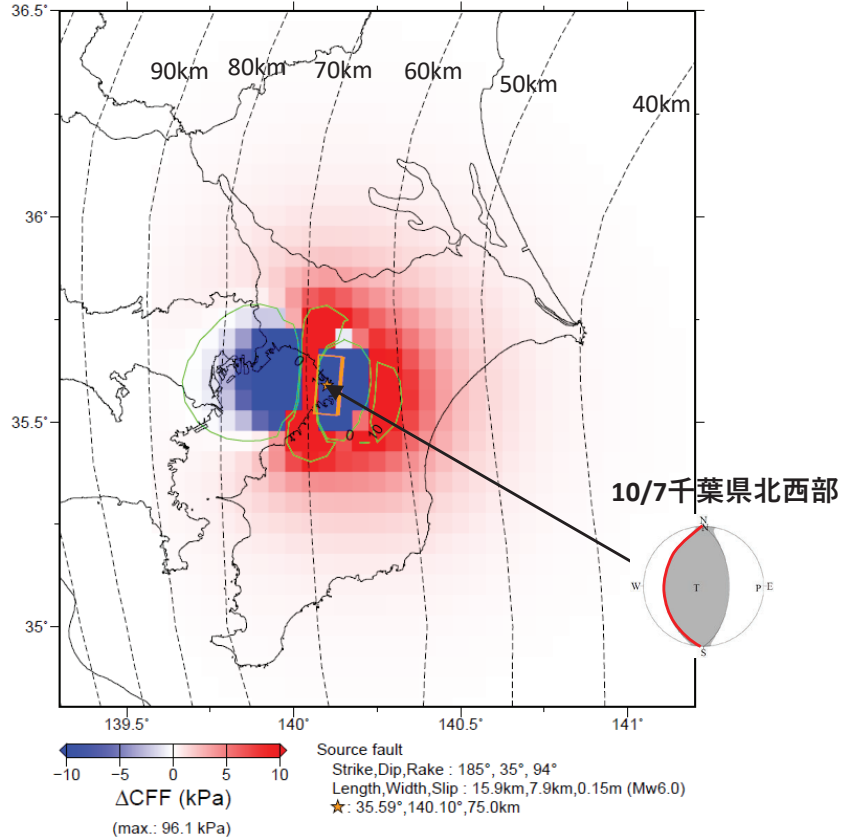 36.5°
90km
80km
70km
60km
50km
40km
36°
0
35.5°
0
10
10/7千葉県北西部
N
N
W
T
P
E
S
35°
139.5°
140°
140.5°
141°
−10
−5
0
5
10
ΔCFF (kPa)
(max.: 96.1 kPa)
Source fault
Strike,Dip,Rake : 185°, 35°, 94°
Length,Width,Slip : 15.9km,7.9km,0.15m (Mw6.0)
★: 35.59°,140.10°,75.0km